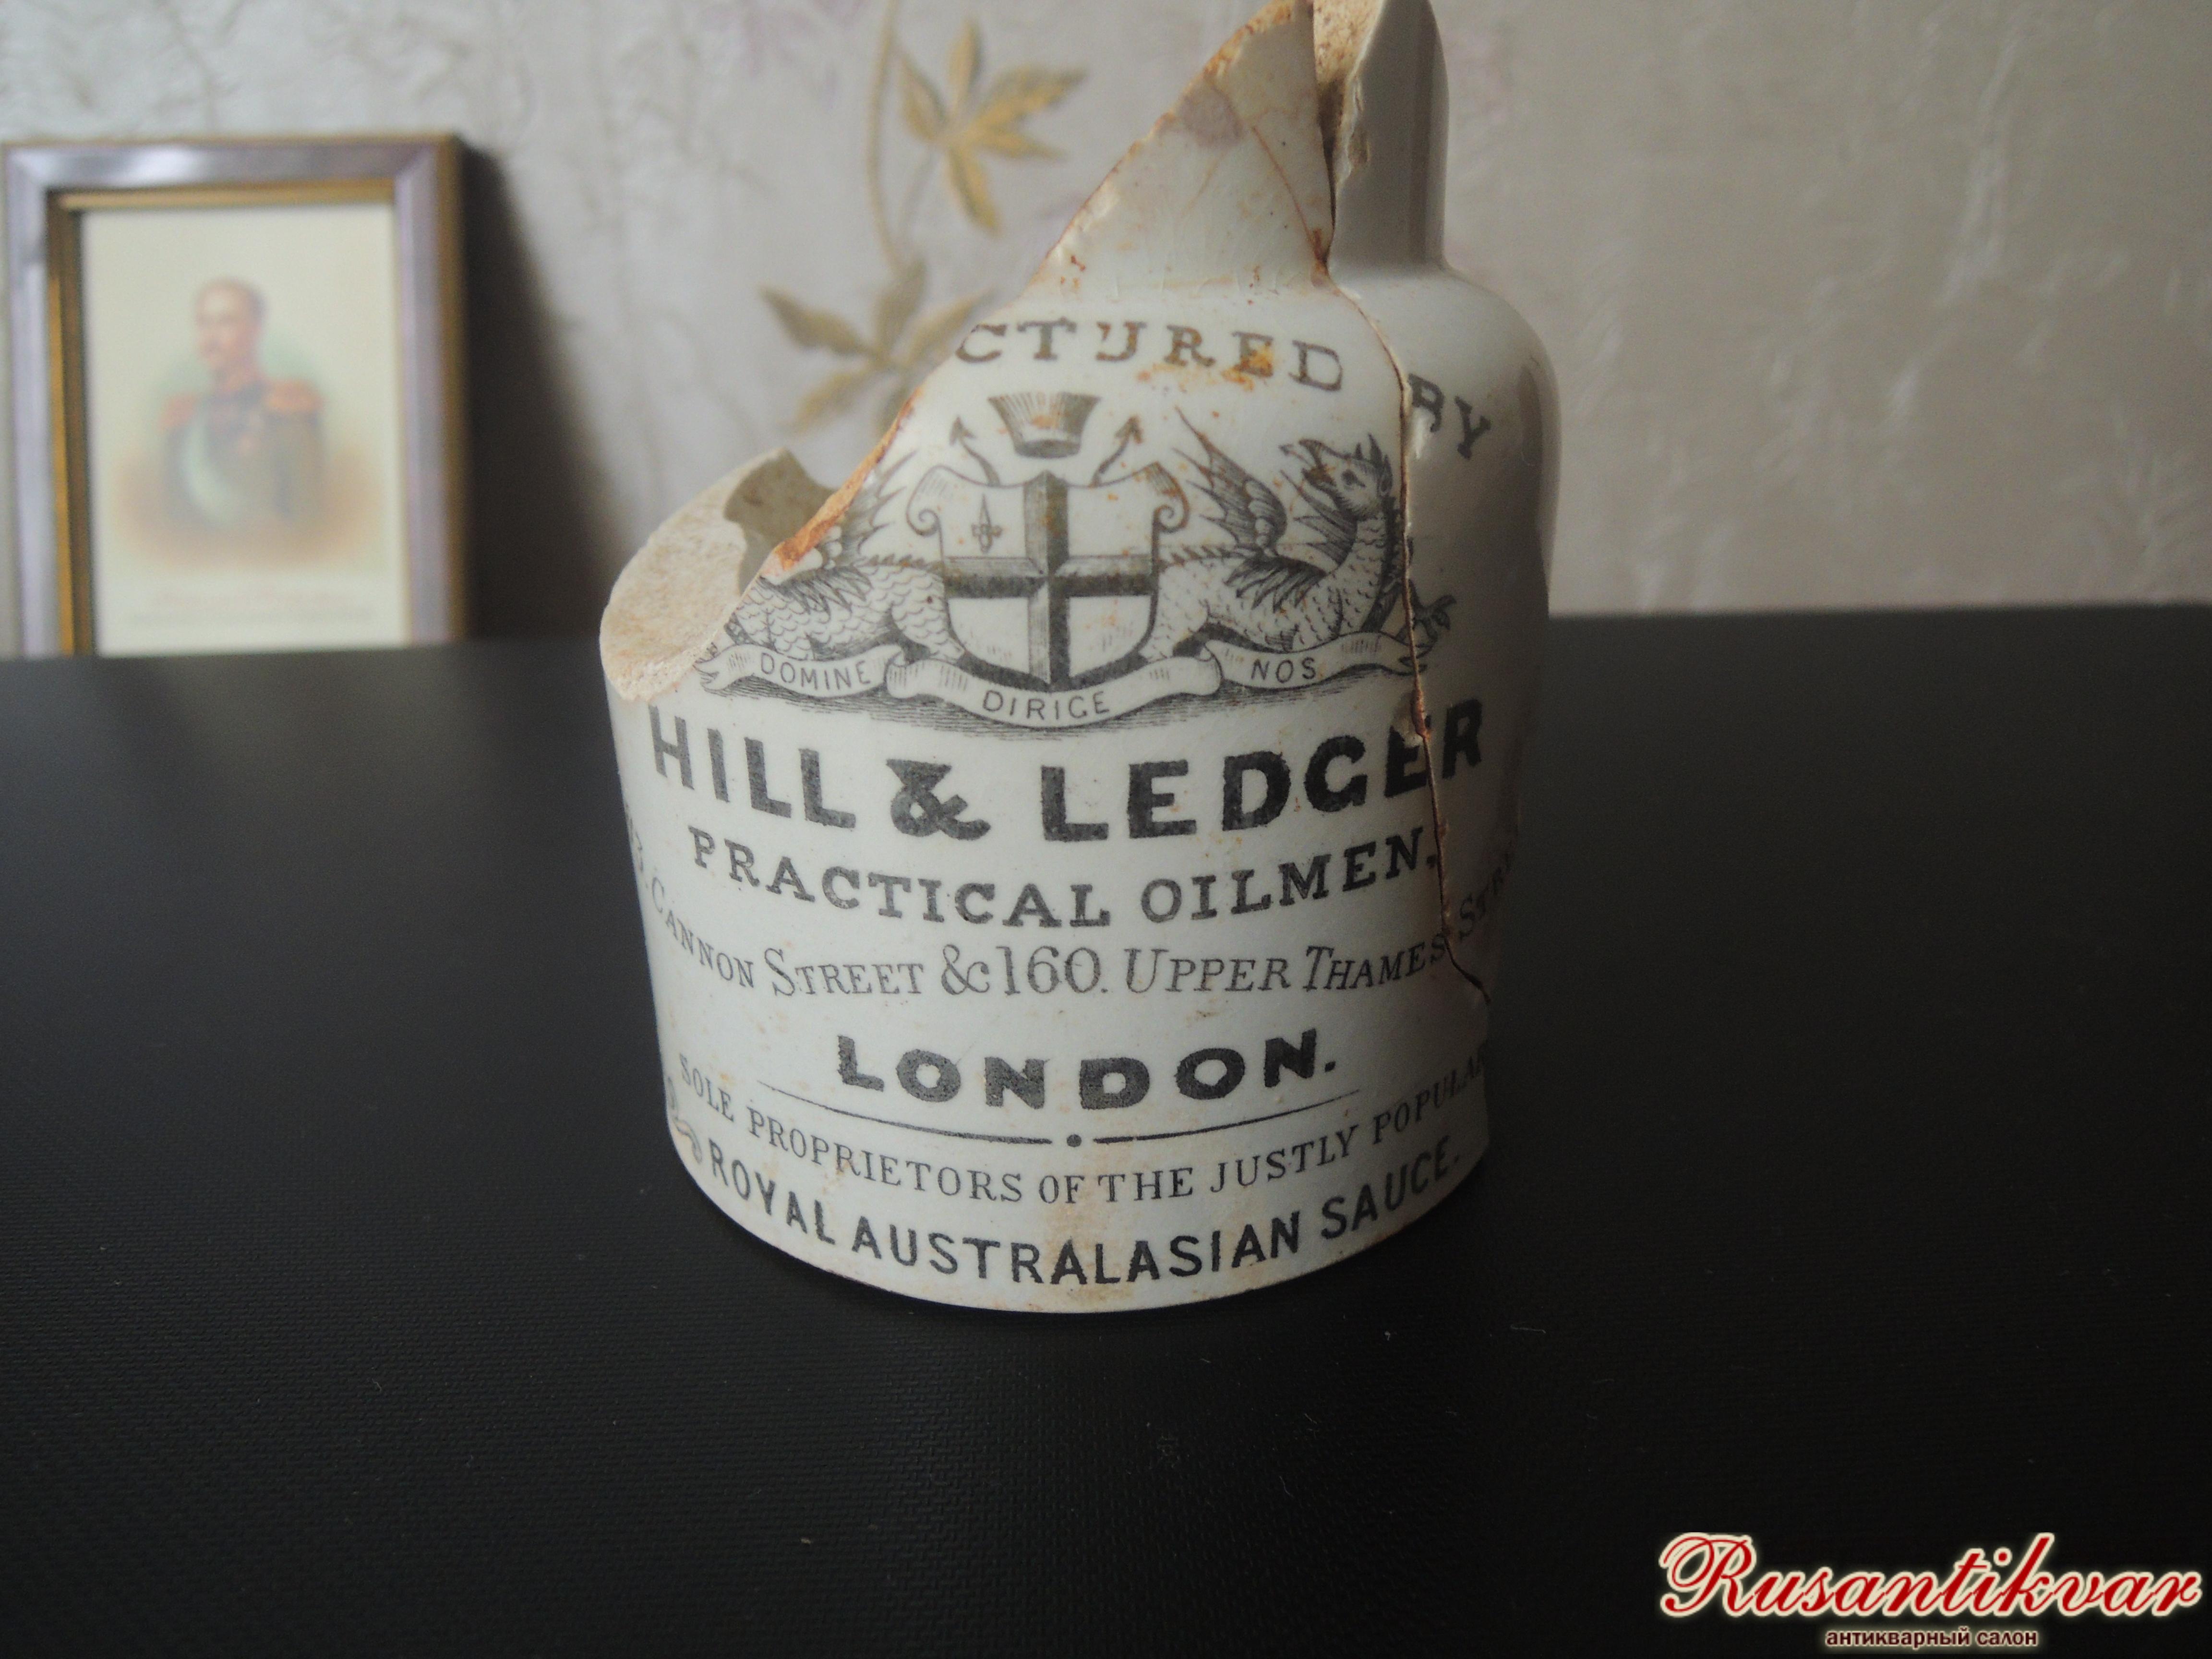 CTURED BY
DOMINE DIRIGE NOS
HILL & LEDGER
PRACTICAL OILMEN,
CANNON STREET &c 160. UPPER THAMES
LONDON.
SOLE PROPRIETORS OF THE JUSTLY POPULAR
ROYAL AUSTRALASIAN SAUCE.
Rusantikvar
антикварный салон